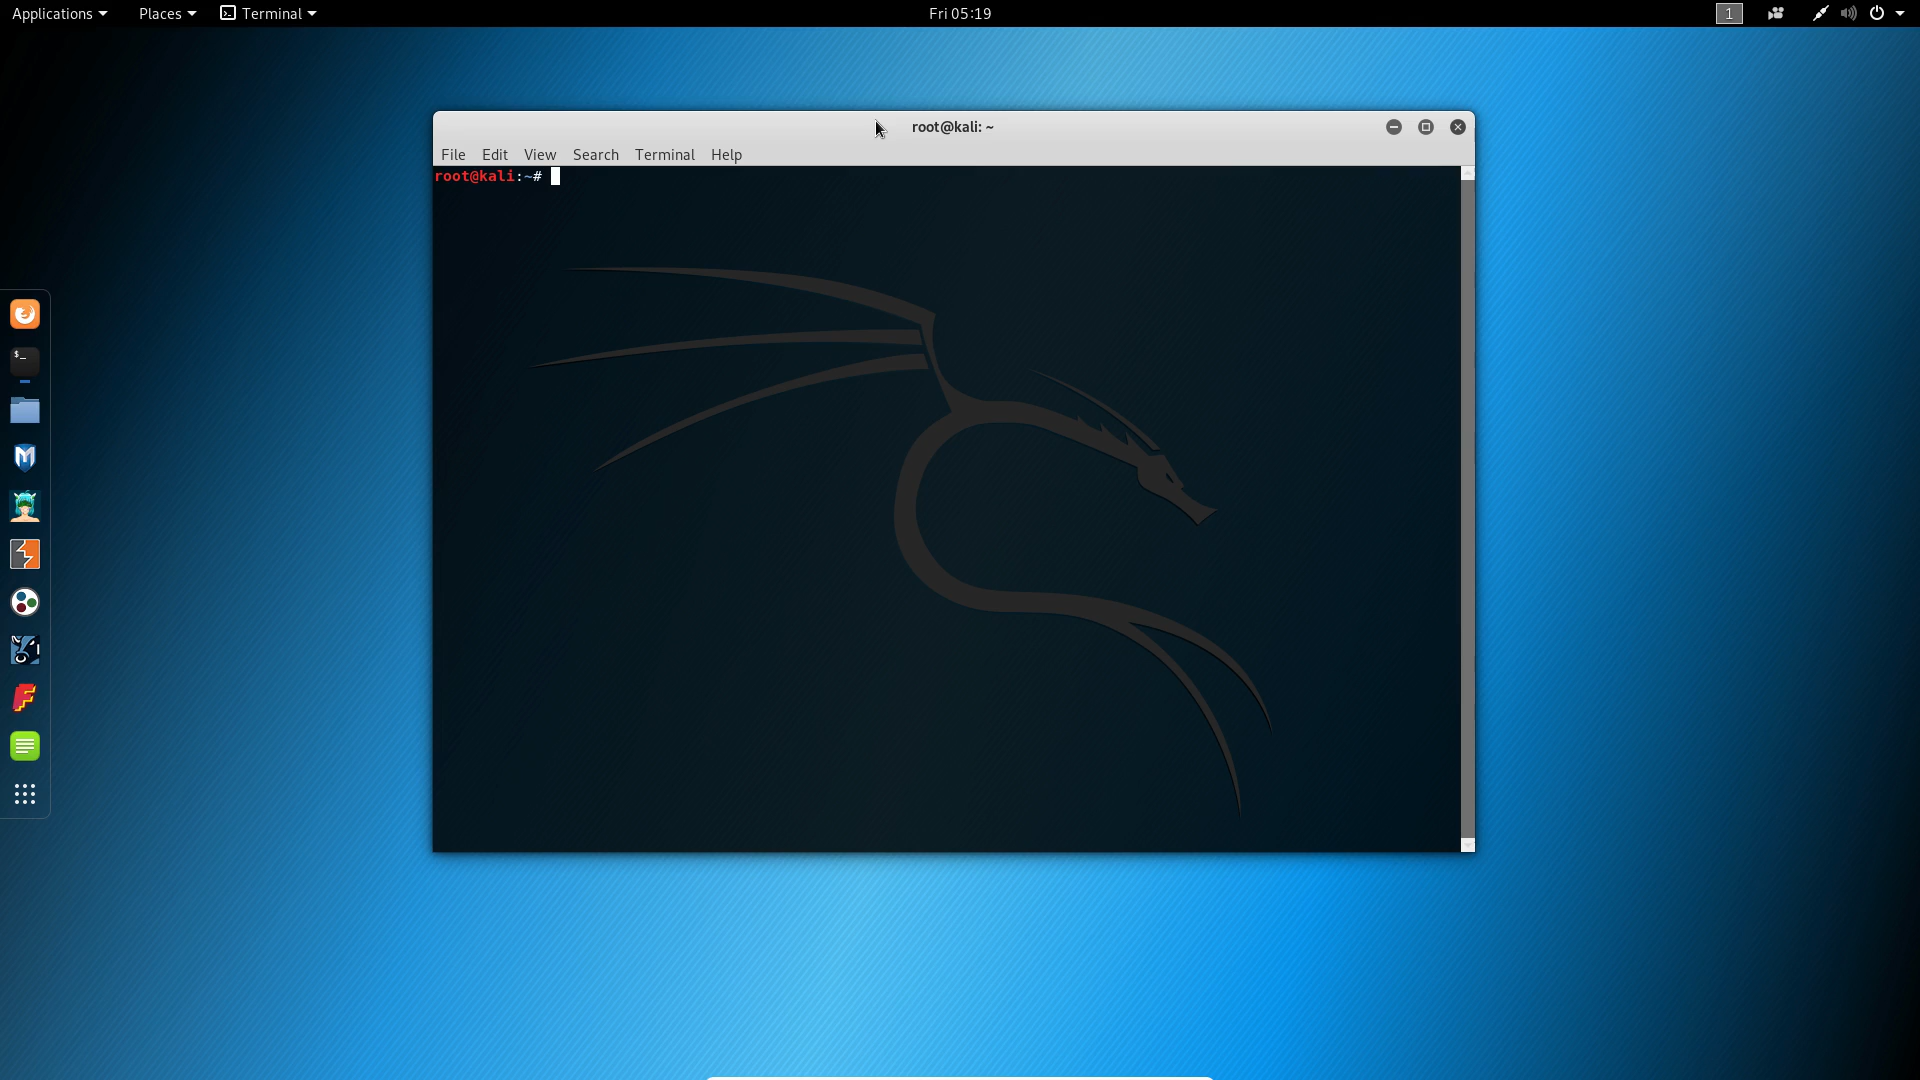 Applications Places Terminal Fri 05:19 1
root@kali: ~
File Edit View Search Terminal Help
root@kali:~#
$_